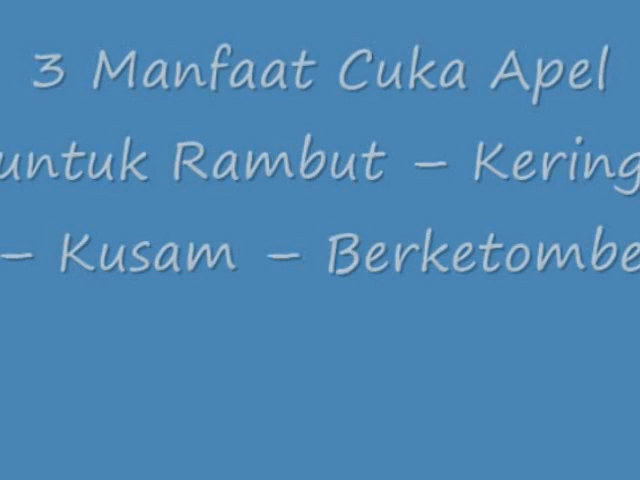 3 Manfaat Cuka Apel
untuk Rambut – Kering
– Kusam – Berketombe